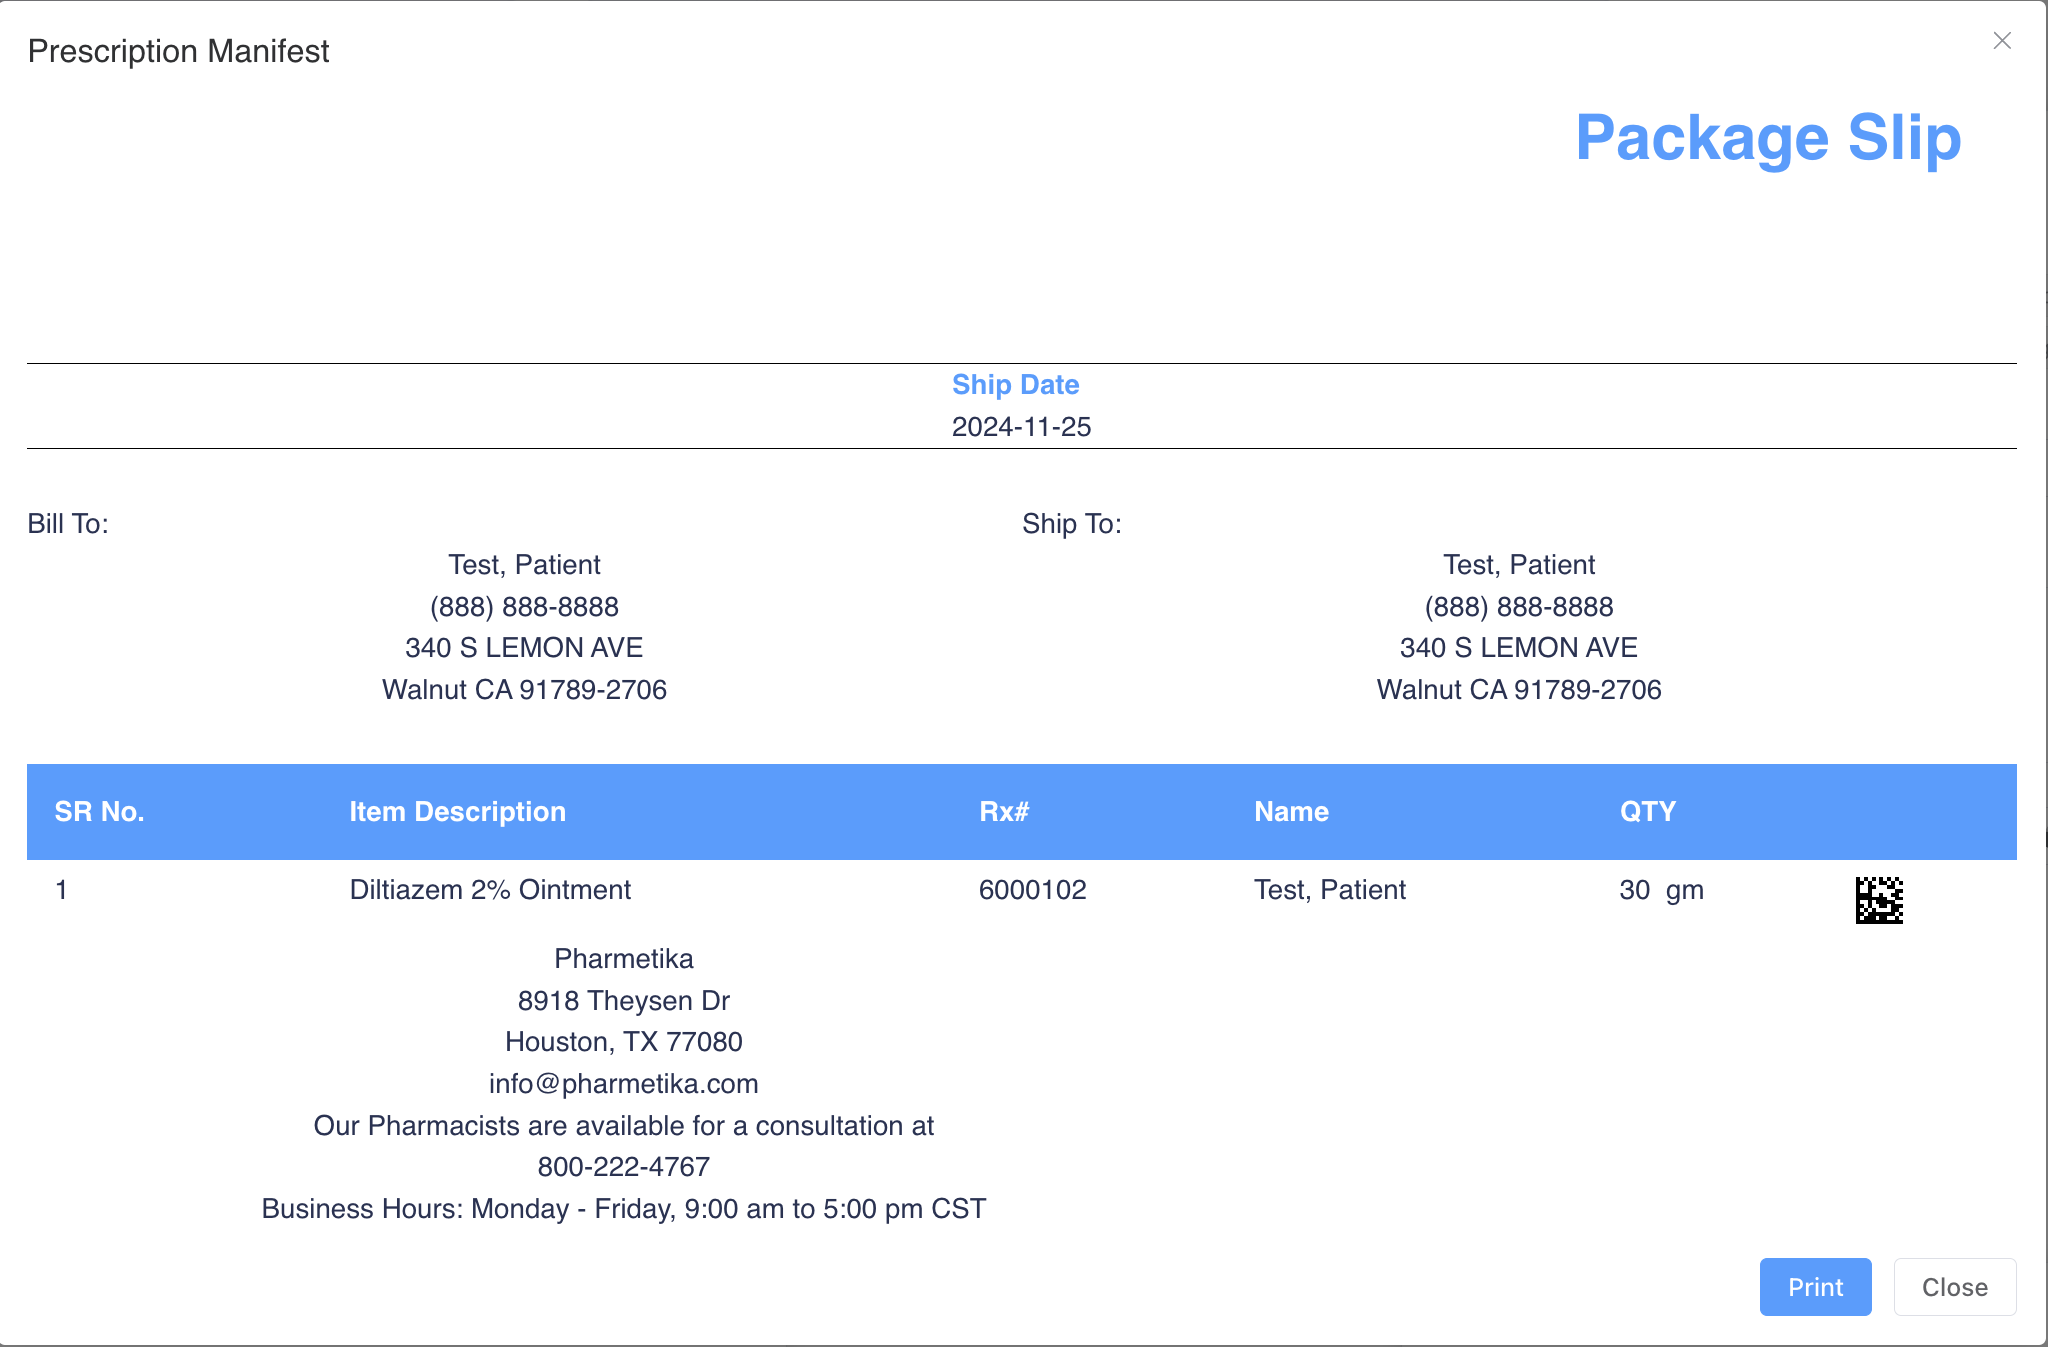 Prescription Manifest
Package Slip
Ship Date
2024-11-25
Bill To:
Test, Patient
(888) 888-8888
340 S LEMON AVE
Walnut CA 91789-2706
Ship To:
Test, Patient
(888) 888-8888
340 S LEMON AVE
Walnut CA 91789-2706
SR No. Item Description Rx# Name QTY
1 Diltiazem 2% Ointment 6000102 Test, Patient 30 gm
Pharmetika
8918 Theysen Dr
Houston, TX 77080
info@pharmetika.com
Our Pharmacists are available for a consultation at
800-222-4767
Business Hours: Monday - Friday, 9:00 am to 5:00 pm CST
Print Close